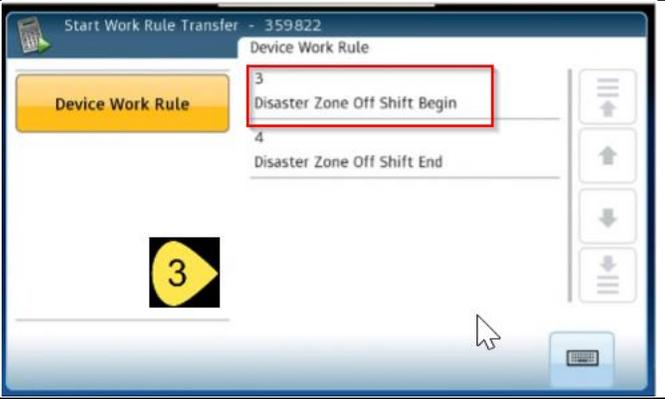 Start Work Rule Transfer - 359822
Device Work Rule
Device Work Rule
3
Disaster Zone Off Shift Begin
4
Disaster Zone Off Shift End
3